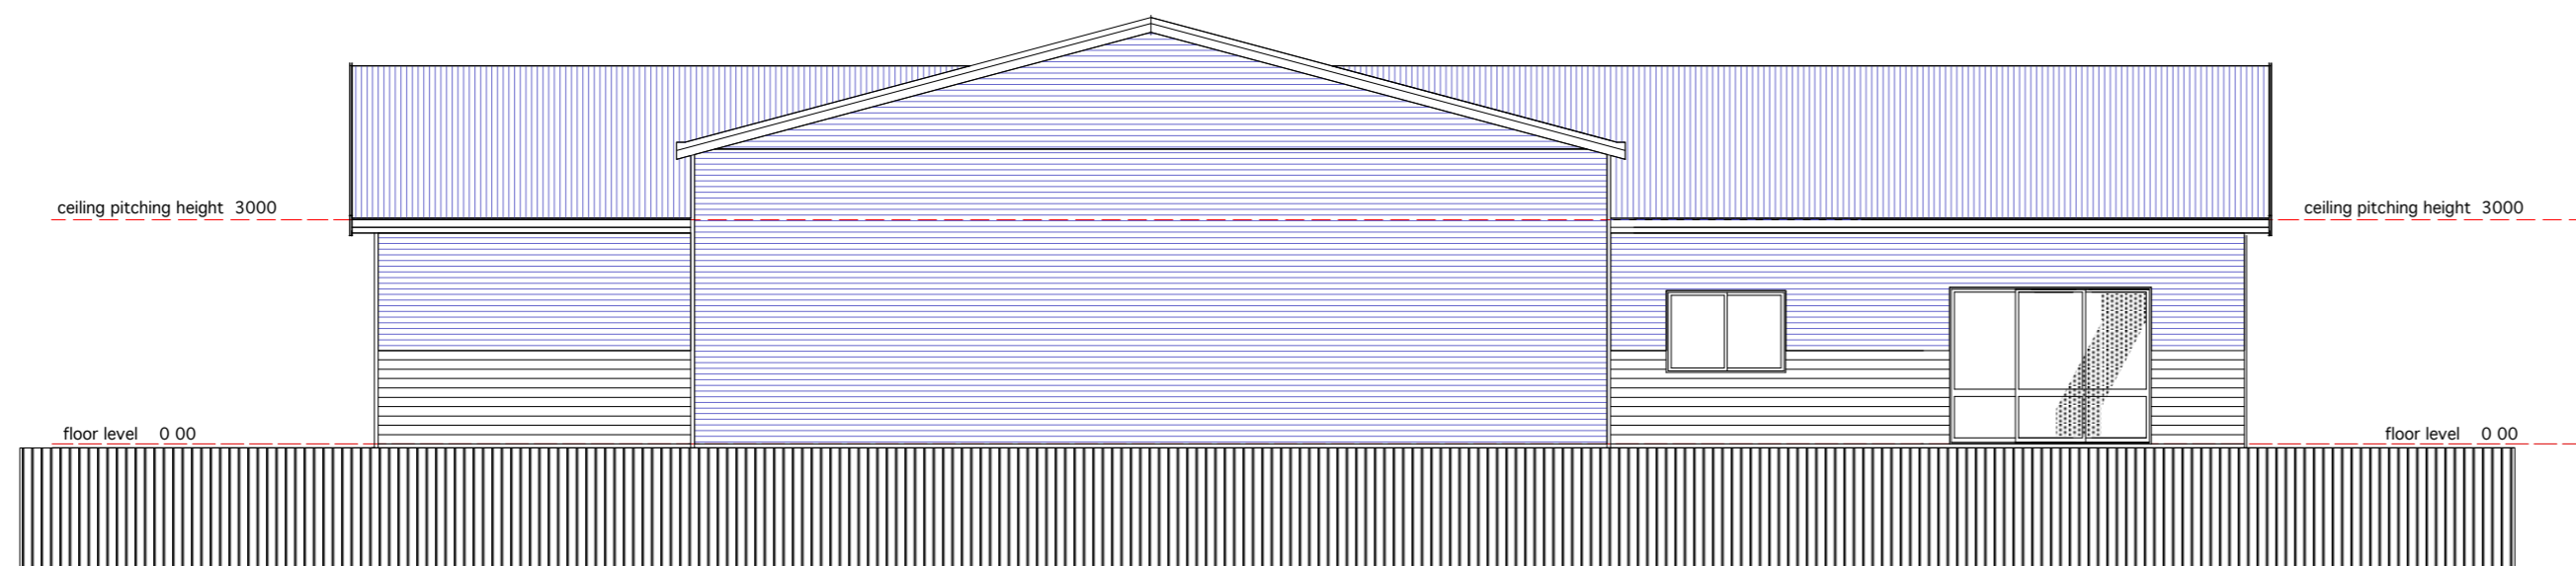 ceiling pitching height 3000
ceiling pitching height 3000
floor level 0 00
floor level 0 00